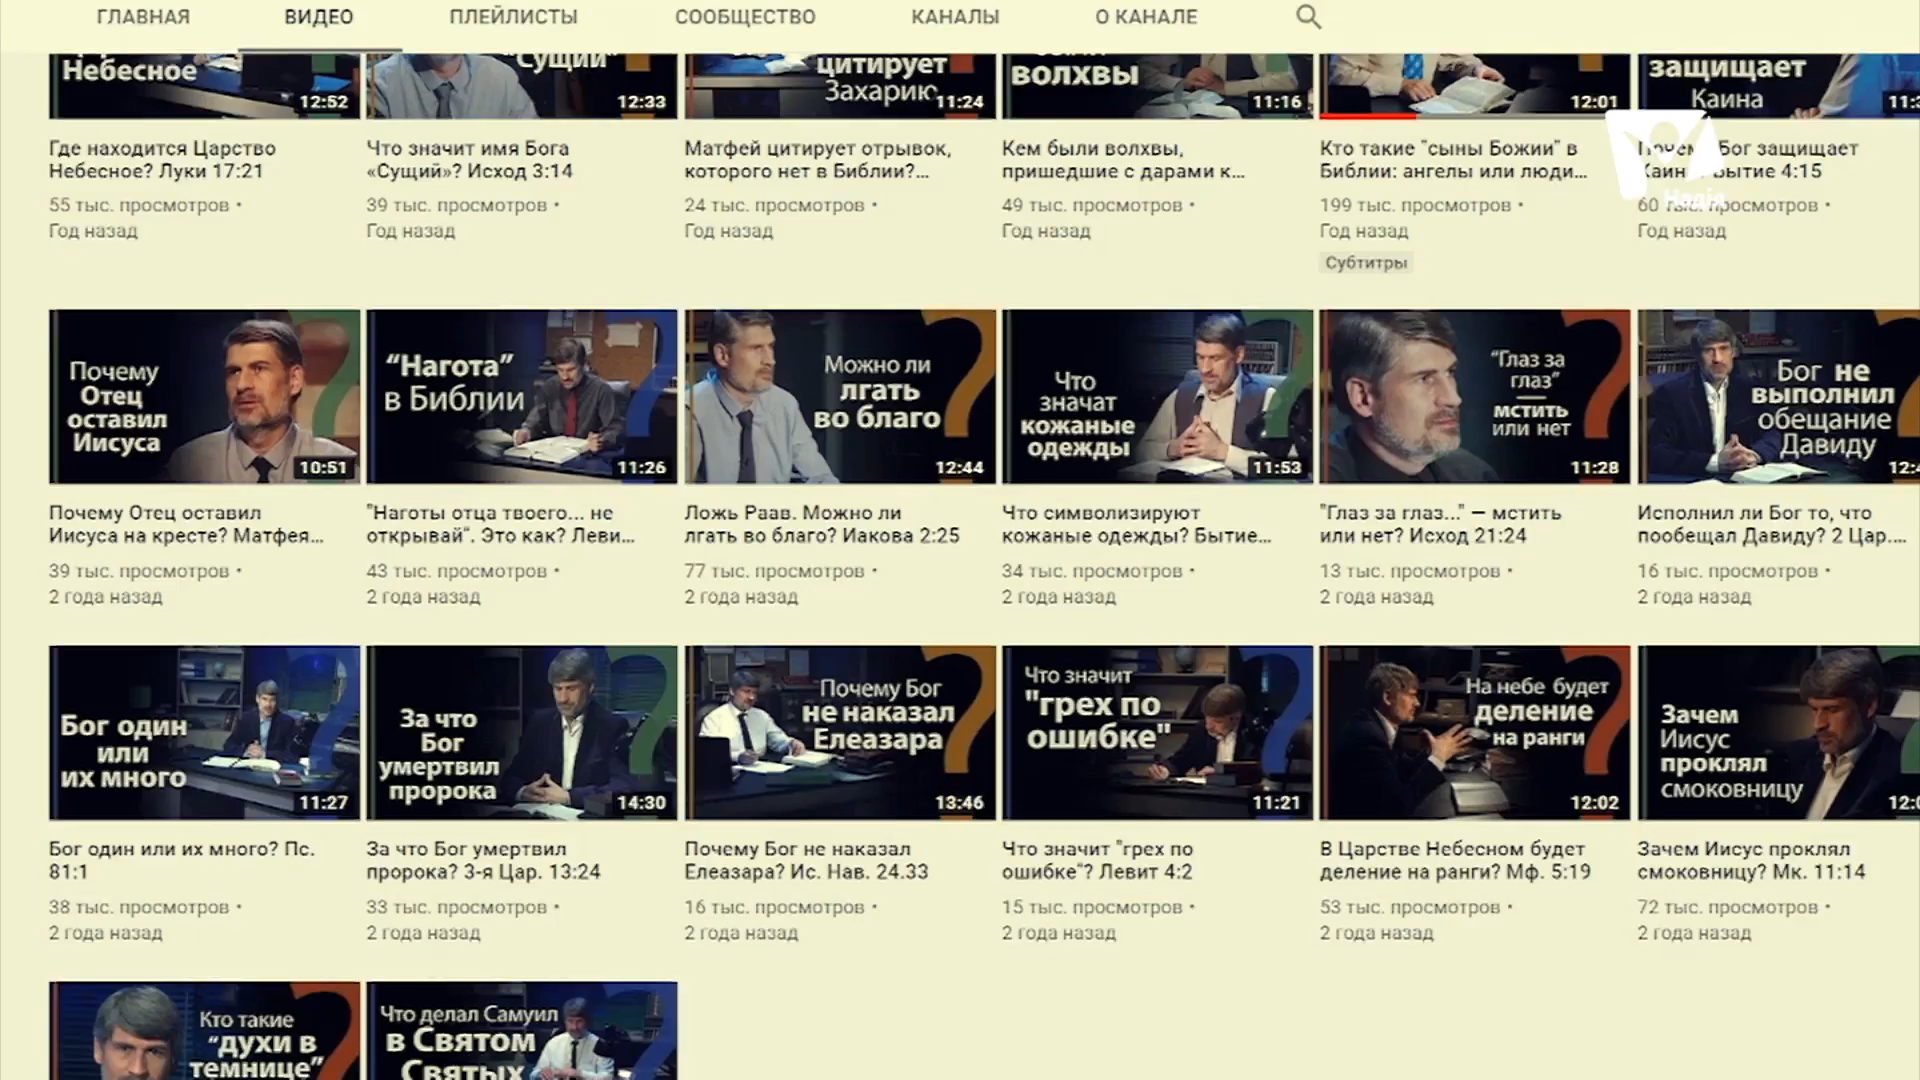 ГЛАВНАЯ ВИДЕО ПЛЕЙЛИСТЫ СООБЩЕСТВО КАНАЛЫ О КАНАЛЕ
Небесное
12:52
"Сущий"
12:33
цитирует
Захарию
11:24
волхвы
11:16
12:01
защищает
Каина
Где находится Царство
Небесное? Луки 17:21
55 тыс. просмотров •
Год назад
Что значит имя Бога
«Сущий»? Исход 3:14
39 тыс. просмотров •
Год назад
Матфей цитирует отрывок,
которого нет в Библии?...
24 тыс. просмотров •
Год назад
Кем были волхвы,
пришедшие с дарами к...
49 тыс. просмотров •
Год назад
Кто такие "сыны Божии" в
Библии: ангелы или люди...
199 тыс. просмотров •
Год назад
Субтитры
Почему Бог защищает
Каина? Бытие 4:15
60 тыс. просмотров •
Год назад
Надія
Почему
Отец
оставил
Иисуса
10:51
"Нагота"
в Библии
11:26
Можно ли
лгать
во благо
12:44
Что
значат
кожаные
одежды
11:53
"Глаз за
глаз"
—
мстить
или нет
11:28
Бог не
выполнил
обещание
Давиду
Почему Отец оставил
Иисуса на кресте? Матфея...
39 тыс. просмотров •
2 года назад
"Наготы отца твоего... не
открывай". Это как? Леви...
43 тыс. просмотров •
2 года назад
Ложь Раав. Можно ли
лгать во благо? Иакова 2:25
77 тыс. просмотров •
2 года назад
Что символизируют
кожаные одежды? Бытие...
34 тыс. просмотров •
2 года назад
"Глаз за глаз..." — мстить
или нет? Исход 21:24
13 тыс. просмотров •
2 года назад
Исполнил ли Бог то, что
пообещал Давиду? 2 Цар....
16 тыс. просмотров •
2 года назад
Бог один
или
их много
11:27
За что
Бог
умертвил
пророка
14:30
Почему Бог
не наказал
Елеазара
13:46
Что значит
"грех по
ошибке"
11:21
На небе будет
деление
на ранги
12:02
Зачем
Иисус
проклял
смоковницу
Бог один или их много? Пс.
81:1
38 тыс. просмотров •
2 года назад
За что Бог умертвил
пророка? 3-я Цар. 13:24
33 тыс. просмотров •
2 года назад
Почему Бог не наказал
Елеазара? Ис. Нав. 24.33
16 тыс. просмотров •
2 года назад
Что значит "грех по
ошибке"? Левит 4:2
15 тыс. просмотров •
2 года назад
В Царстве Небесном будет
деление на ранги? Мф. 5:19
53 тыс. просмотров •
2 года назад
Зачем Иисус проклял
смоковницу? Мк. 11:14
72 тыс. просмотров •
2 года назад
Кто такие
"духи в
темнице"
Что делал Самуил
в Святом
Святых